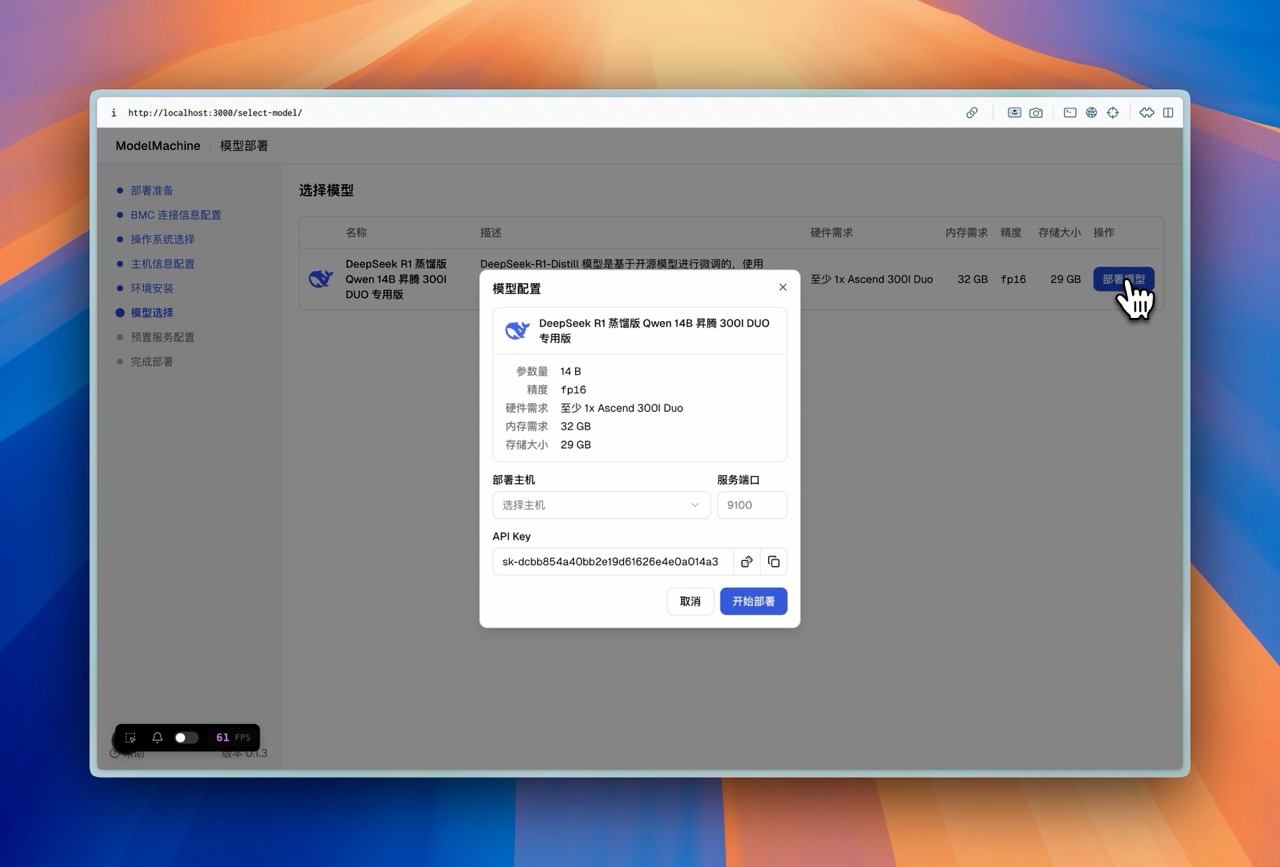 http://localhost:3000/select-model/
ModelMachine 模型部署
部署准备
BMC 连接信息配置
操作系统选择
主机信息配置
环境安装
模型选择
预置服务配置
完成部署
选择模型
名称 描述 硬件需求 内存需求 精度 存储大小 操作
DeepSeek R1 蒸馏版
Qwen 14B 昇腾 300I
DUO 专用版
DeepSeek-R1-Distill 模型是基于开源模型进行微调的，使用
至少 1x Ascend 300I Duo 32 GB fp16 29 GB 部署模型
模型配置
DeepSeek R1 蒸馏版 Qwen 14B 昇腾 300I DUO
专用版
参数量 14 B
精度 fp16
硬件需求 至少 1x Ascend 300I Duo
内存需求 32 GB
存储大小 29 GB
部署主机 服务端口
选择主机 9100
API Key
sk-dcbb854a40bb2e19d61626e4e0a014a3
取消 开始部署
61 FPS
帮助 版本 0.1.3